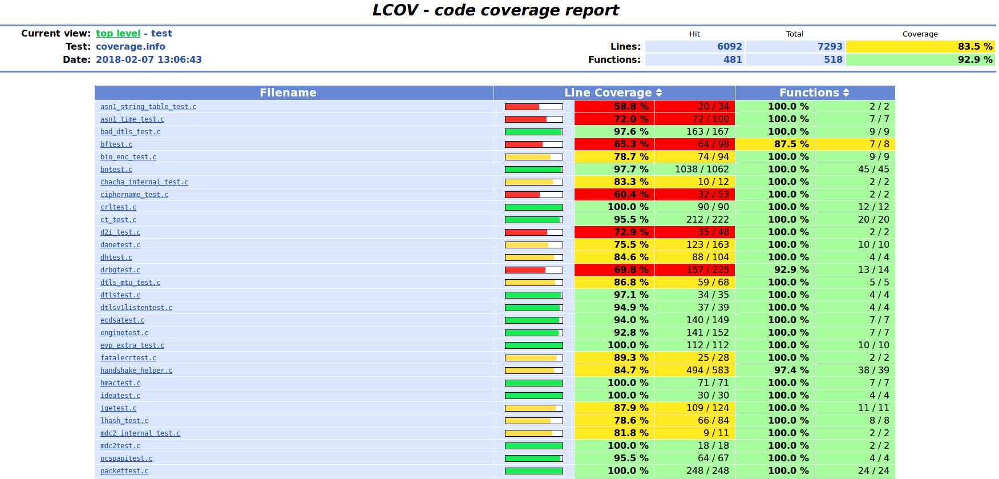 LCOV - code coverage report
Current view: top level - test
Hit Total Coverage
Test: coverage.info Lines: 6092 7293 83.5 %
Date: 2018-02-07 13:06:43 Functions: 481 518 92.9 %
Filename Line Coverage Functions
asn1_string_table_test.c 58.8 % 20 / 34 100.0 % 2 / 2
asn1_time_test.c 72.0 % 72 / 100 100.0 % 7 / 7
bad_dtls_test.c 97.6 % 163 / 167 100.0 % 9 / 9
bftest.c 65.3 % 64 / 98 87.5 % 7 / 8
bio_enc_test.c 78.7 % 74 / 94 100.0 % 9 / 9
bntest.c 97.7 % 1038 / 1062 100.0 % 45 / 45
chacha_internal_test.c 83.3 % 10 / 12 100.0 % 2 / 2
ciphername_test.c 60.4 % 32 / 53 100.0 % 2 / 2
crltest.c 100.0 % 90 / 90 100.0 % 12 / 12
ct_test.c 95.5 % 212 / 222 100.0 % 20 / 20
d2i_test.c 72.9 % 35 / 48 100.0 % 2 / 2
danetest.c 75.5 % 123 / 163 100.0 % 10 / 10
dhtest.c 84.6 % 88 / 104 100.0 % 4 / 4
drbgtest.c 69.8 % 157 / 225 92.9 % 13 / 14
dtls_mtu_test.c 86.8 % 59 / 68 100.0 % 5 / 5
dtlstest.c 97.1 % 34 / 35 100.0 % 4 / 4
dtlsv1listentest.c 94.9 % 37 / 39 100.0 % 4 / 4
ecdsatest.c 94.0 % 140 / 149 100.0 % 7 / 7
enginetest.c 92.8 % 141 / 152 100.0 % 7 / 7
evp_extra_test.c 100.0 % 112 / 112 100.0 % 10 / 10
fatalerrtest.c 89.3 % 25 / 28 100.0 % 2 / 2
handshake_helper.c 84.7 % 494 / 583 97.4 % 38 / 39
hmactest.c 100.0 % 71 / 71 100.0 % 7 / 7
ideatest.c 100.0 % 30 / 30 100.0 % 4 / 4
igetest.c 87.9 % 109 / 124 100.0 % 11 / 11
lhash_test.c 78.6 % 66 / 84 100.0 % 8 / 8
mdc2_internal_test.c 81.8 % 9 / 11 100.0 % 2 / 2
mdc2test.c 100.0 % 18 / 18 100.0 % 2 / 2
ocspapitest.c 95.5 % 64 / 67 100.0 % 4 / 4
packettest.c 100.0 % 248 / 248 100.0 % 24 / 24